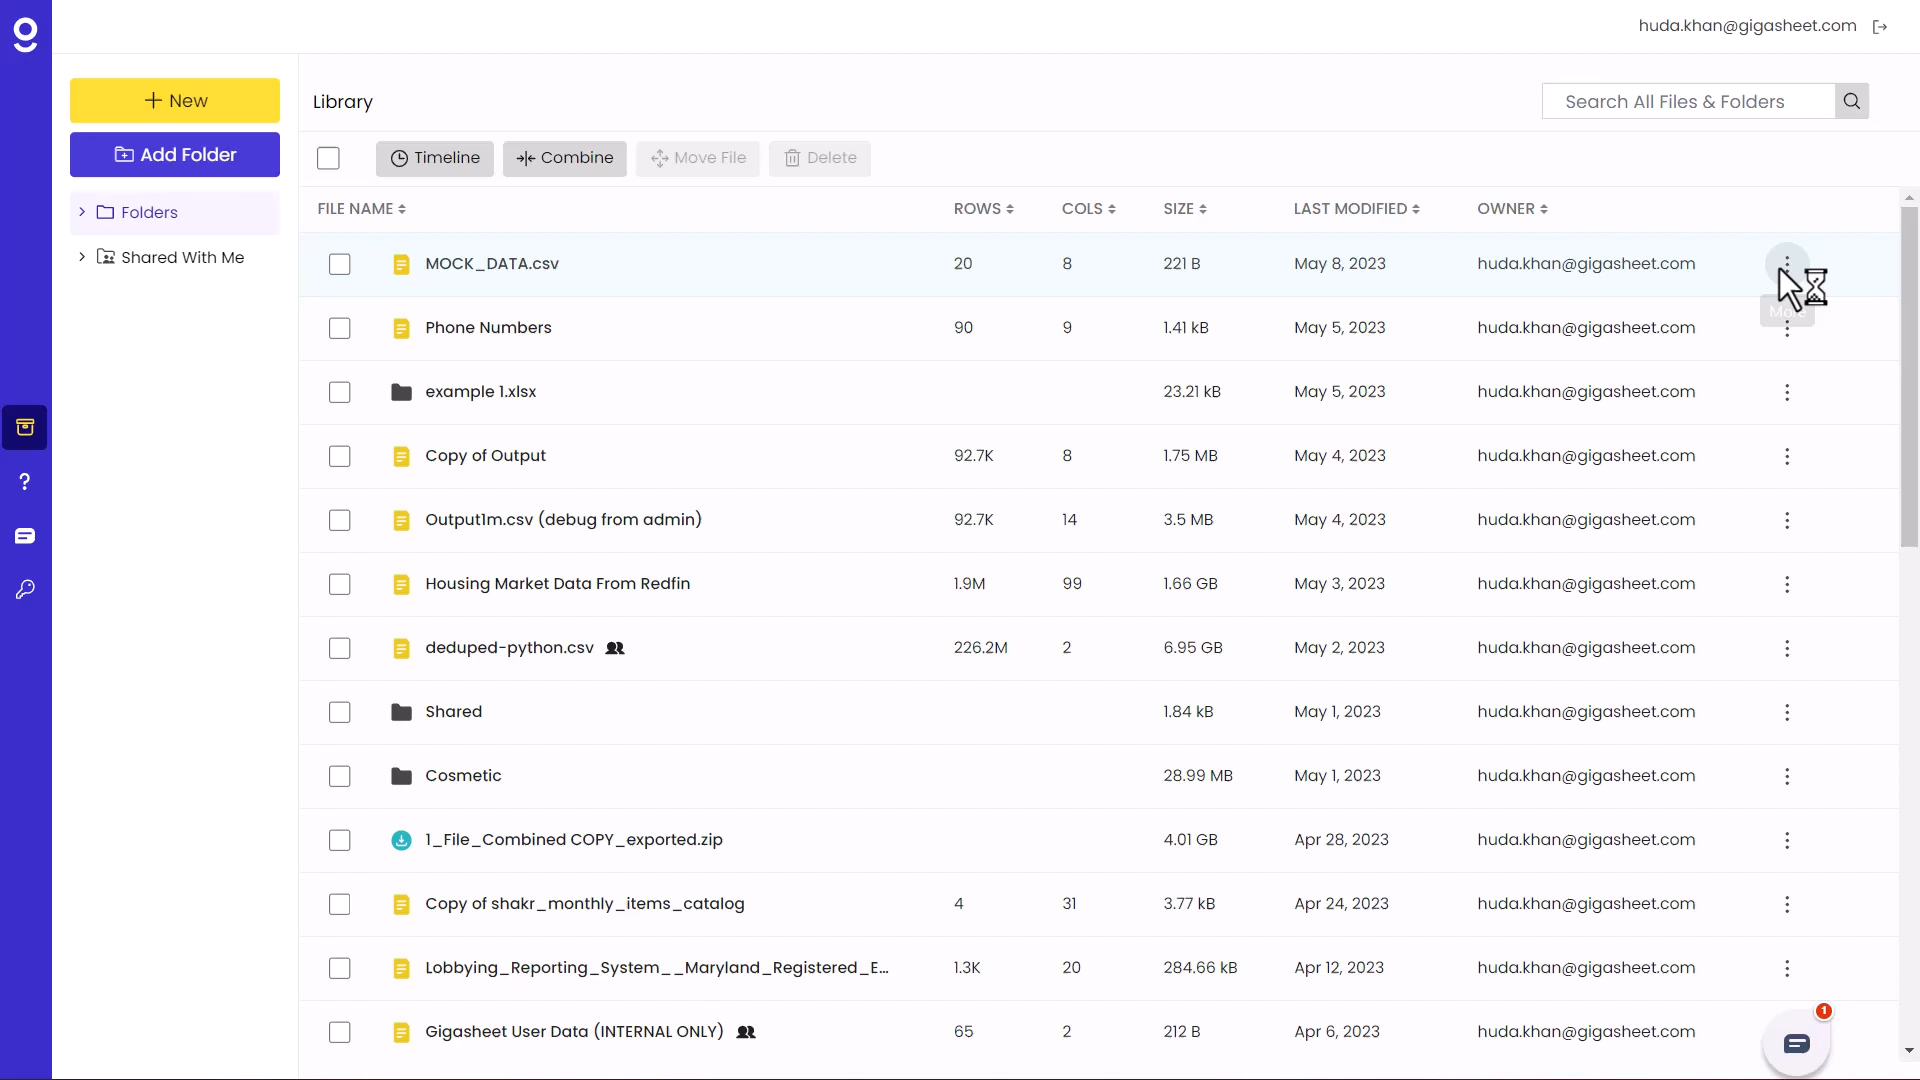 huda.khan@gigasheet.com
+ New
Library
Search All Files & Folders
Add Folder
Timeline
Combine
Move File
Delete
Folders
Shared With Me
FILE NAME ROWS COLS SIZE LAST MODIFIED OWNER
MOCK_DATA.csv 20 8 221 B May 8, 2023 huda.khan@gigasheet.com
More
Phone Numbers 90 9 1.41 kB May 5, 2023 huda.khan@gigasheet.com
example 1.xlsx 23.21 kB May 5, 2023 huda.khan@gigasheet.com
Copy of Output 92.7K 8 1.75 MB May 4, 2023 huda.khan@gigasheet.com
Output1m.csv (debug from admin) 92.7K 14 3.5 MB May 4, 2023 huda.khan@gigasheet.com
Housing Market Data From Redfin 1.9M 99 1.66 GB May 3, 2023 huda.khan@gigasheet.com
deduped-python.csv 226.2M 2 6.95 GB May 2, 2023 huda.khan@gigasheet.com
Shared 1.84 kB May 1, 2023 huda.khan@gigasheet.com
Cosmetic 28.99 MB May 1, 2023 huda.khan@gigasheet.com
1_File_Combined COPY_exported.zip 4.01 GB Apr 28, 2023 huda.khan@gigasheet.com
Copy of shakr_monthly_items_catalog 4 31 3.77 kB Apr 24, 2023 huda.khan@gigasheet.com
Lobbying_Reporting_System__Maryland_Registered_E... 1.3K 20 284.66 kB Apr 12, 2023 huda.khan@gigasheet.com
Gigasheet User Data (INTERNAL ONLY) 65 2 212 B Apr 6, 2023 huda.khan@gigasheet.com
1